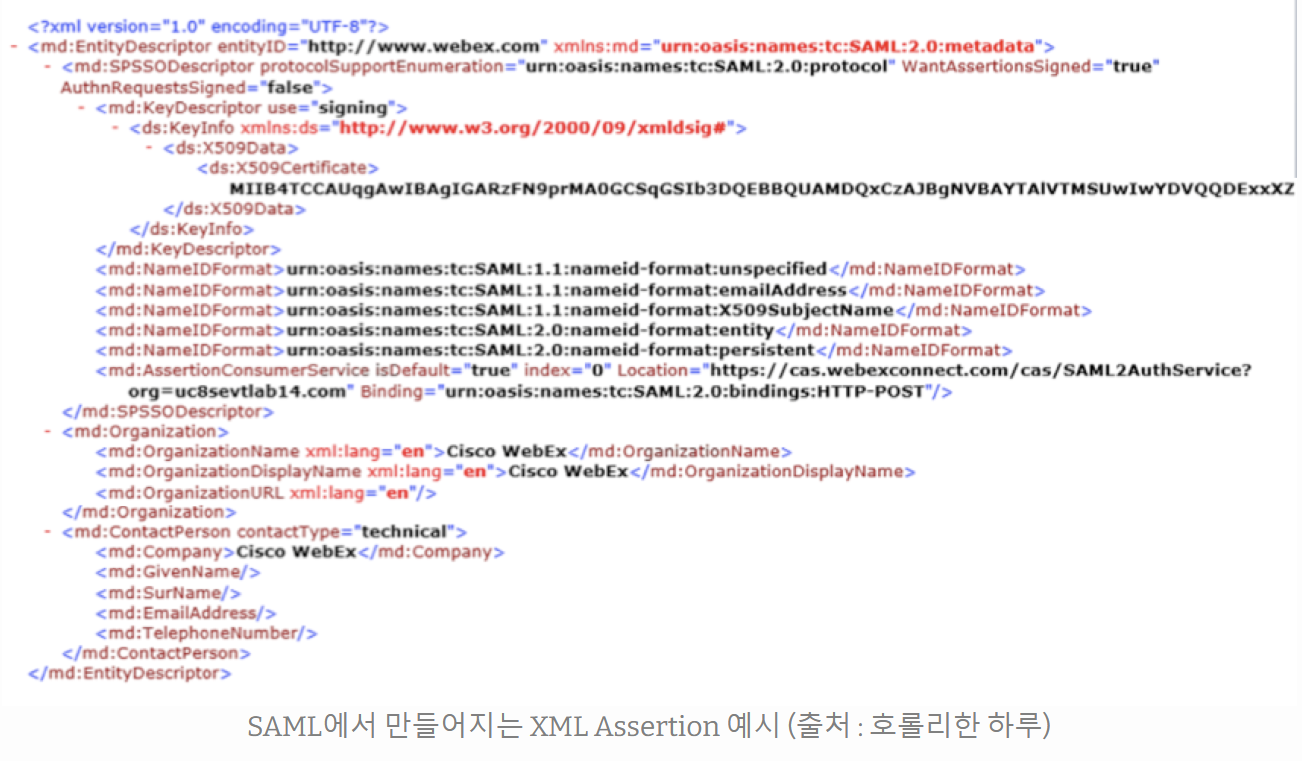 <?xml version="1.0" encoding="UTF-8"?>
- <md:EntityDescriptor entityID="http://www.webex.com" xmlns:md="urn:oasis:names:tc:SAML:2.0:metadata">
- <md:SPSSODescriptor protocolSupportEnumeration="urn:oasis:names:tc:SAML:2.0:protocol" WantAssertionsSigned="true"
AuthnRequestsSigned="false">
- <md:KeyDescriptor use="signing">
- <ds:KeyInfo xmlns:ds="http://www.w3.org/2000/09/xmldsig#">
- <ds:X509Data>
<ds:X509Certificate>
MIIB4TCCAUqgAwIBAgIGARzFN9prMA0GCSqGSIb3DQEBBQUAMDQxCzAJBgNVBAYTAlVTMSUwIwYDVQQDExxXZ
</ds:X509Data>
</ds:KeyInfo>
</md:KeyDescriptor>
<md:NameIDFormat>urn:oasis:names:tc:SAML:1.1:nameid-format:unspecified</md:NameIDFormat>
<md:NameIDFormat>urn:oasis:names:tc:SAML:1.1:nameid-format:emailAddress</md:NameIDFormat>
<md:NameIDFormat>urn:oasis:names:tc:SAML:1.1:nameid-format:X509SubjectName</md:NameIDFormat>
<md:NameIDFormat>urn:oasis:names:tc:SAML:2.0:nameid-format:entity</md:NameIDFormat>
<md:NameIDFormat>urn:oasis:names:tc:SAML:2.0:nameid-format:persistent</md:NameIDFormat>
<md:AssertionConsumerService isDefault="true" index="0" Location="https://cas.webexconnect.com/cas/SAML2AuthService?
org=uc8sevtlab14.com" Binding="urn:oasis:names:tc:SAML:2.0:bindings:HTTP-POST"/>
</md:SPSSODescriptor>
- <md:Organization>
<md:OrganizationName xml:lang="en">Cisco WebEx</md:OrganizationName>
<md:OrganizationDisplayName xml:lang="en">Cisco WebEx</md:OrganizationDisplayName>
<md:OrganizationURL xml:lang="en"/>
</md:Organization>
- <md:ContactPerson contactType="technical">
<md:Company>Cisco WebEx</md:Company>
<md:GivenName/>
<md:SurName/>
<md:EmailAddress/>
<md:TelephoneNumber/>
</md:ContactPerson>
</md:EntityDescriptor>
SAML에서 만들어지는 XML Assertion 예시 (출처 : 호롤리한 하루)